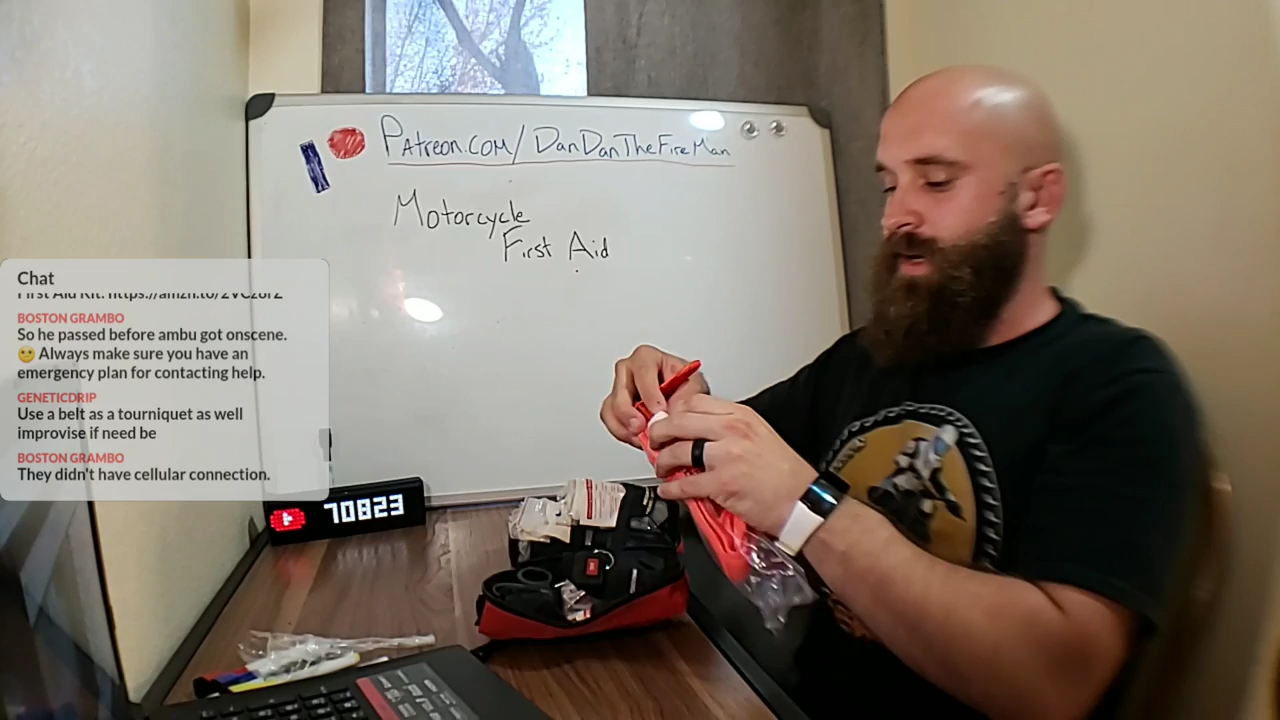 Patreon.com/DanDanTheFireMan
Motorcycle
First Aid
Chat
BOSTON GRAMBO
So he passed before ambu got onscene.
😕 Always make sure you have an
emergency plan for contacting help.
GENETICDRIP
Use a belt as a tourniquet as well
improvise if need be
BOSTON GRAMBO
They didn't have cellular connection.
70823